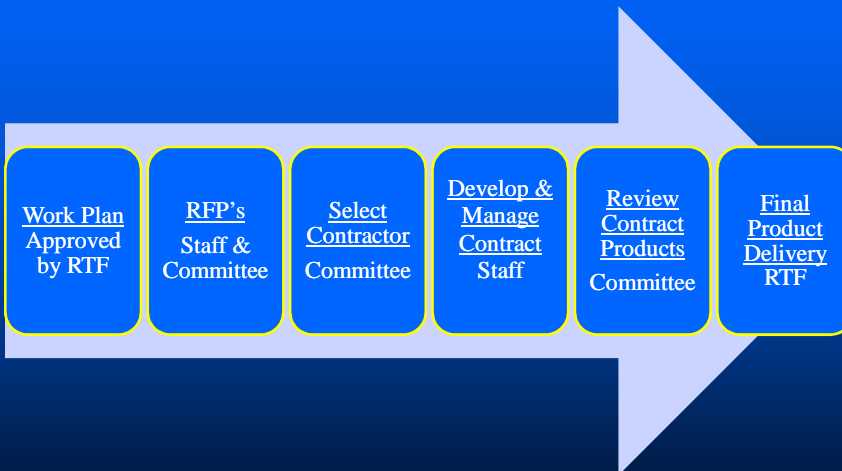 Work Plan
Approved
by RTF
RFP's
Staff &
Committee
Select
Contractor
Committee
Develop &
Manage
Contract
Staff
Review
Contract
Products
Committee
Final
Product
Delivery
RTF